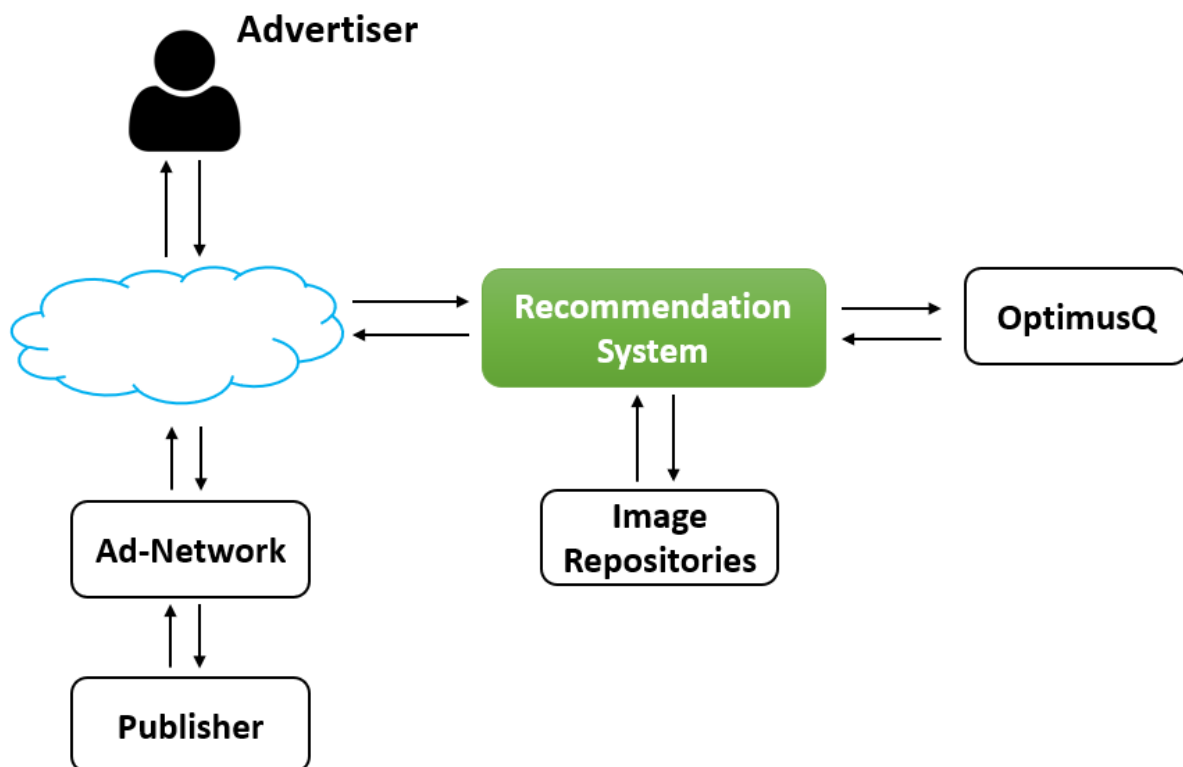 Advertiser
Recommendation
System
OptimusQ
Image
Repositories
Ad-Network
Publisher